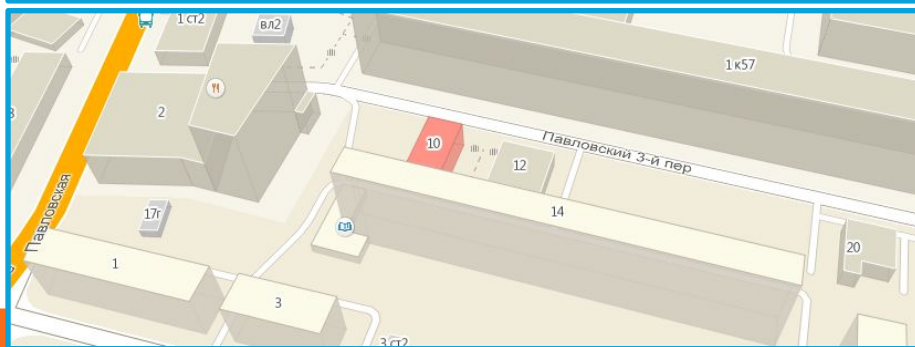 1 ст2
вл2
1 к57
2
10
Павловский 3-й пер
12
14
17г
Павловская
20
1
3
3 ст2